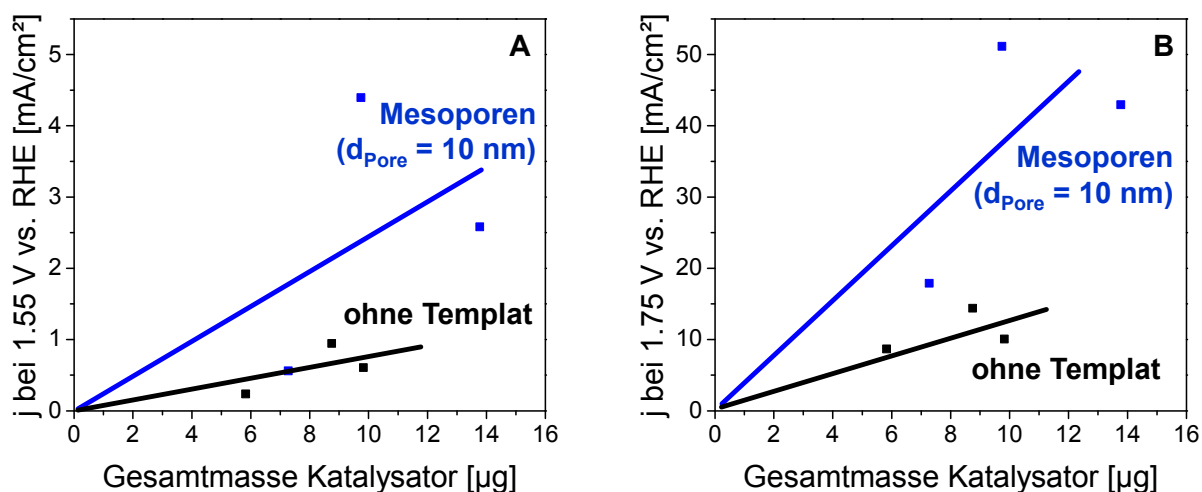 A
j bei 1.55 V vs. RHE [mA/cm²]
5
4
3
2
1
0
Mesoporen
(d_Pore = 10 nm)
ohne Templat
0 2 4 6 8 10 12 14 16
Gesamtmasse Katalysator [µg]
B
j bei 1.75 V vs. RHE [mA/cm²]
50
40
30
20
10
0
Mesoporen
(d_Pore = 10 nm)
ohne Templat
0 2 4 6 8 10 12 14 16
Gesamtmasse Katalysator [µg]